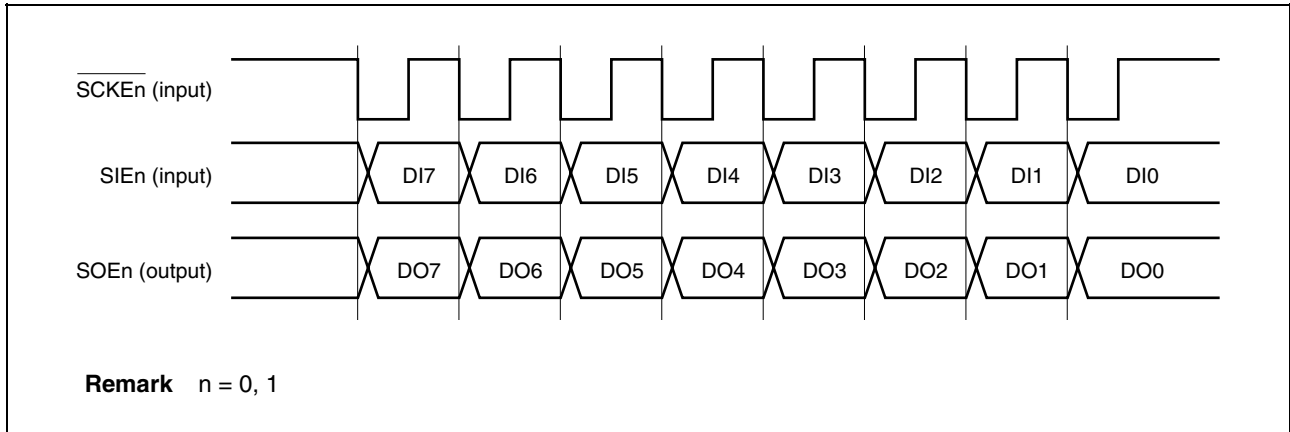 SCKEn (input)
SIEn (input) DI7 DI6 DI5 DI4 DI3 DI2 DI1 DI0
SOEn (output) DO7 DO6 DO5 DO4 DO3 DO2 DO1 DO0
Remark n = 0, 1